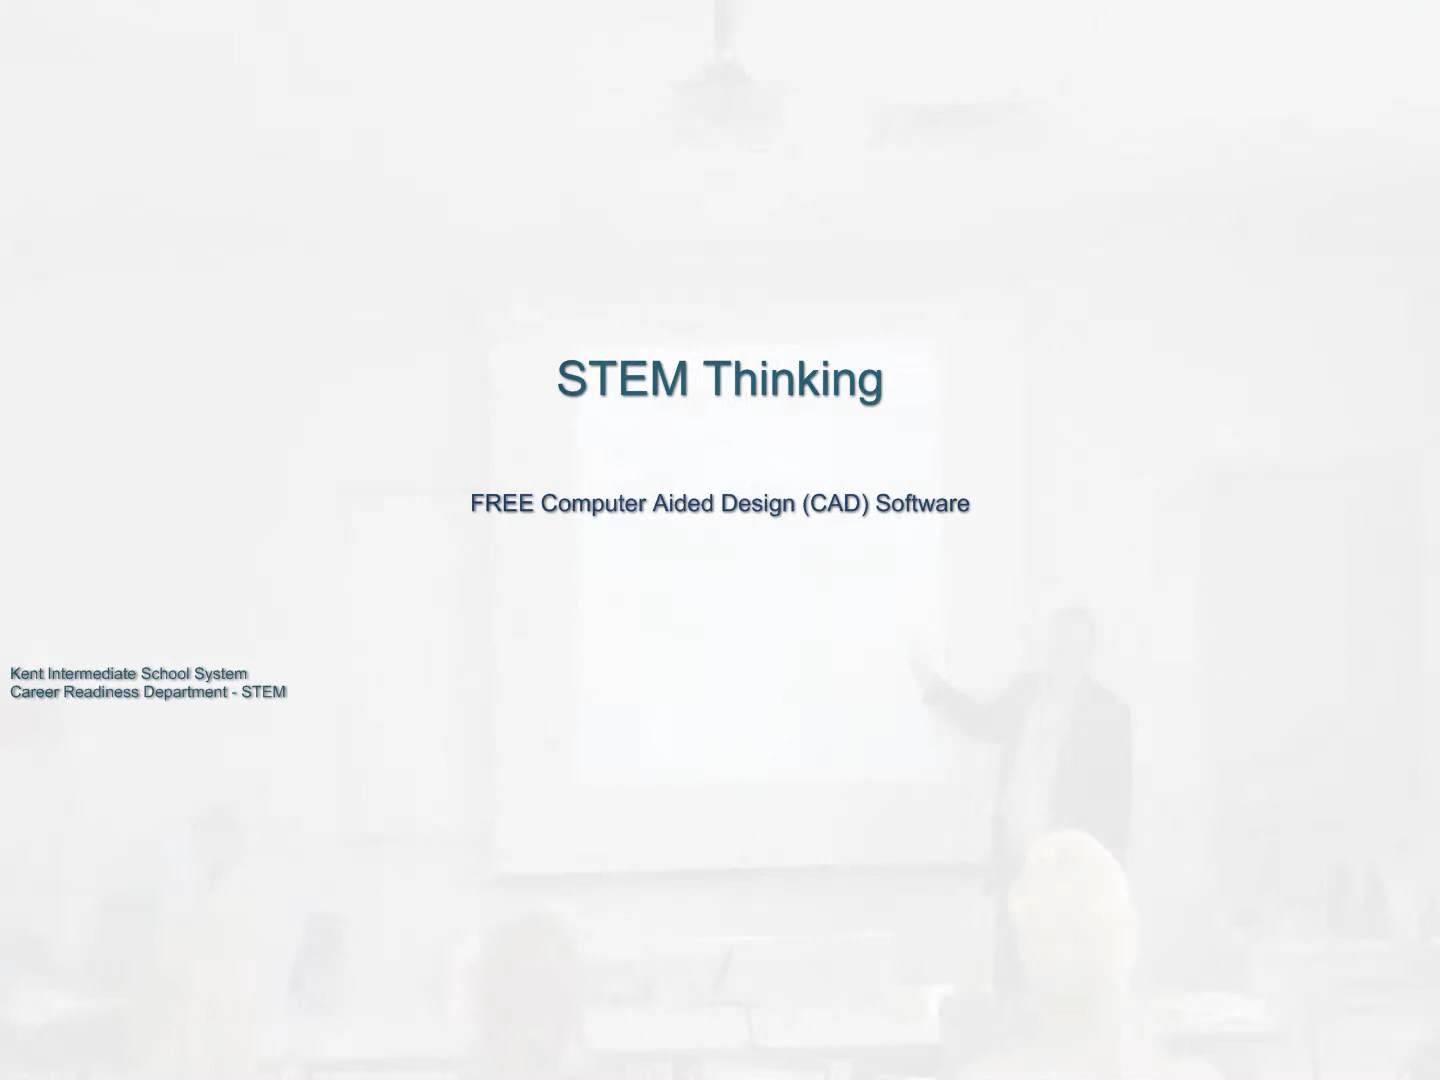 STEM Thinking
FREE Computer Aided Design (CAD) Software
Kent Intermediate School System
Career Readiness Department - STEM